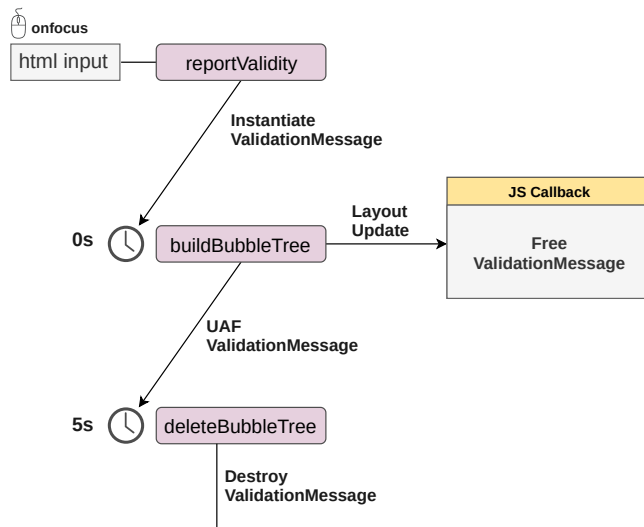 onfocus
html input
reportValidity
Instantiate
ValidationMessage
0s
buildBubbleTree
Layout
Update
JS Callback
Free
ValidationMessage
UAF
ValidationMessage
5s
deleteBubbleTree
Destroy
ValidationMessage